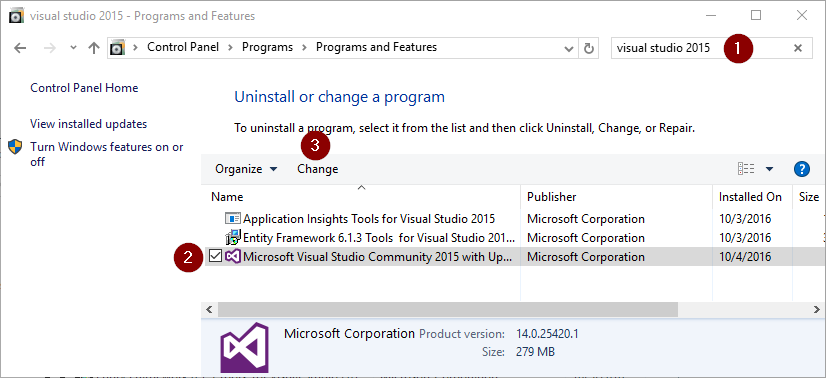 visual studio 2015 - Programs and Features
Control Panel Programs Programs and Features
visual studio 2015 1
Control Panel Home
Uninstall or change a program
View installed updates
To uninstall a program, select it from the list and then click Uninstall, Change, or Repair.
Turn Windows features on or
off
3
Organize Change
Name Publisher Installed On Size
Application Insights Tools for Visual Studio 2015 Microsoft Corporation 10/3/2016
Entity Framework 6.1.3 Tools for Visual Studio 201... Microsoft Corporation 10/3/2016
2 Microsoft Visual Studio Community 2015 with Up... Microsoft Corporation 10/4/2016
Microsoft Corporation Product version: 14.0.25420.1
Size: 279 MB